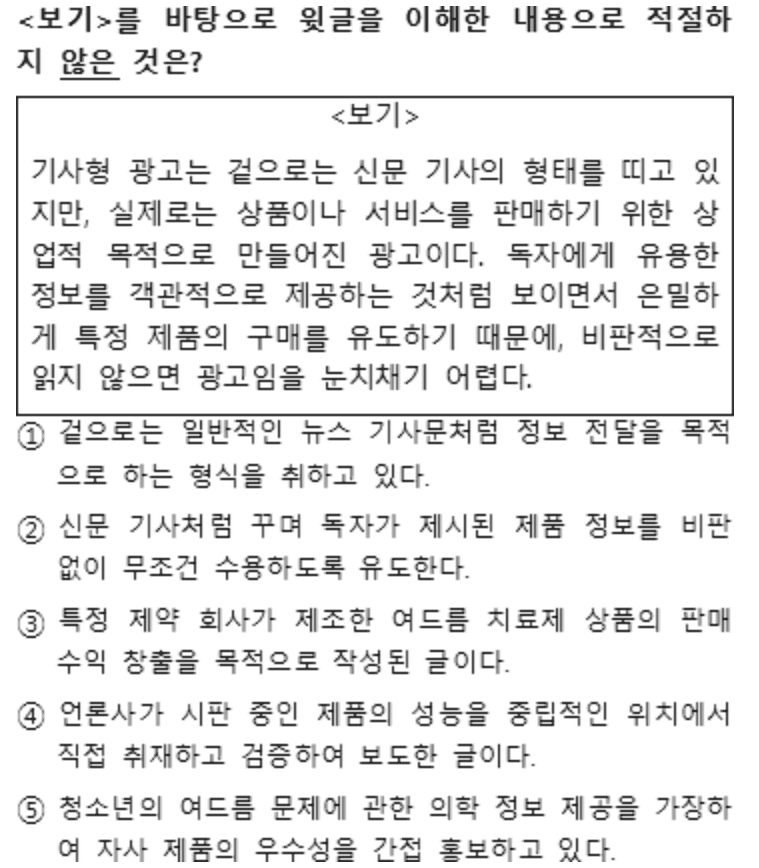 <보기>를 바탕으로 윗글을 이해한 내용으로 적절하
지 않은 것은?
<보기>
기사형 광고는 겉으로는 신문 기사의 형태를 띠고 있
지만, 실제로는 상품이나 서비스를 판매하기 위한 상
업적 목적으로 만들어진 광고이다. 독자에게 유용한
정보를 객관적으로 제공하는 것처럼 보이면서 은밀하
게 특정 제품의 구매를 유도하기 때문에, 비판적으로
읽지 않으면 광고임을 눈치채기 어렵다.
① 겉으로는 일반적인 뉴스 기사문처럼 정보 전달을 목적
으로 하는 형식을 취하고 있다.
② 신문 기사처럼 꾸며 독자가 제시된 제품 정보를 비판
없이 무조건 수용하도록 유도한다.
③ 특정 제약 회사가 제조한 여드름 치료제 상품의 판매
수익 창출을 목적으로 작성된 글이다.
④ 언론사가 시판 중인 제품의 성능을 중립적인 위치에서
직접 취재하고 검증하여 보도한 글이다.
⑤ 청소년의 여드름 문제에 관한 의학 정보 제공을 가장하
여 자사 제품의 우수성을 간접 홍보하고 있다.